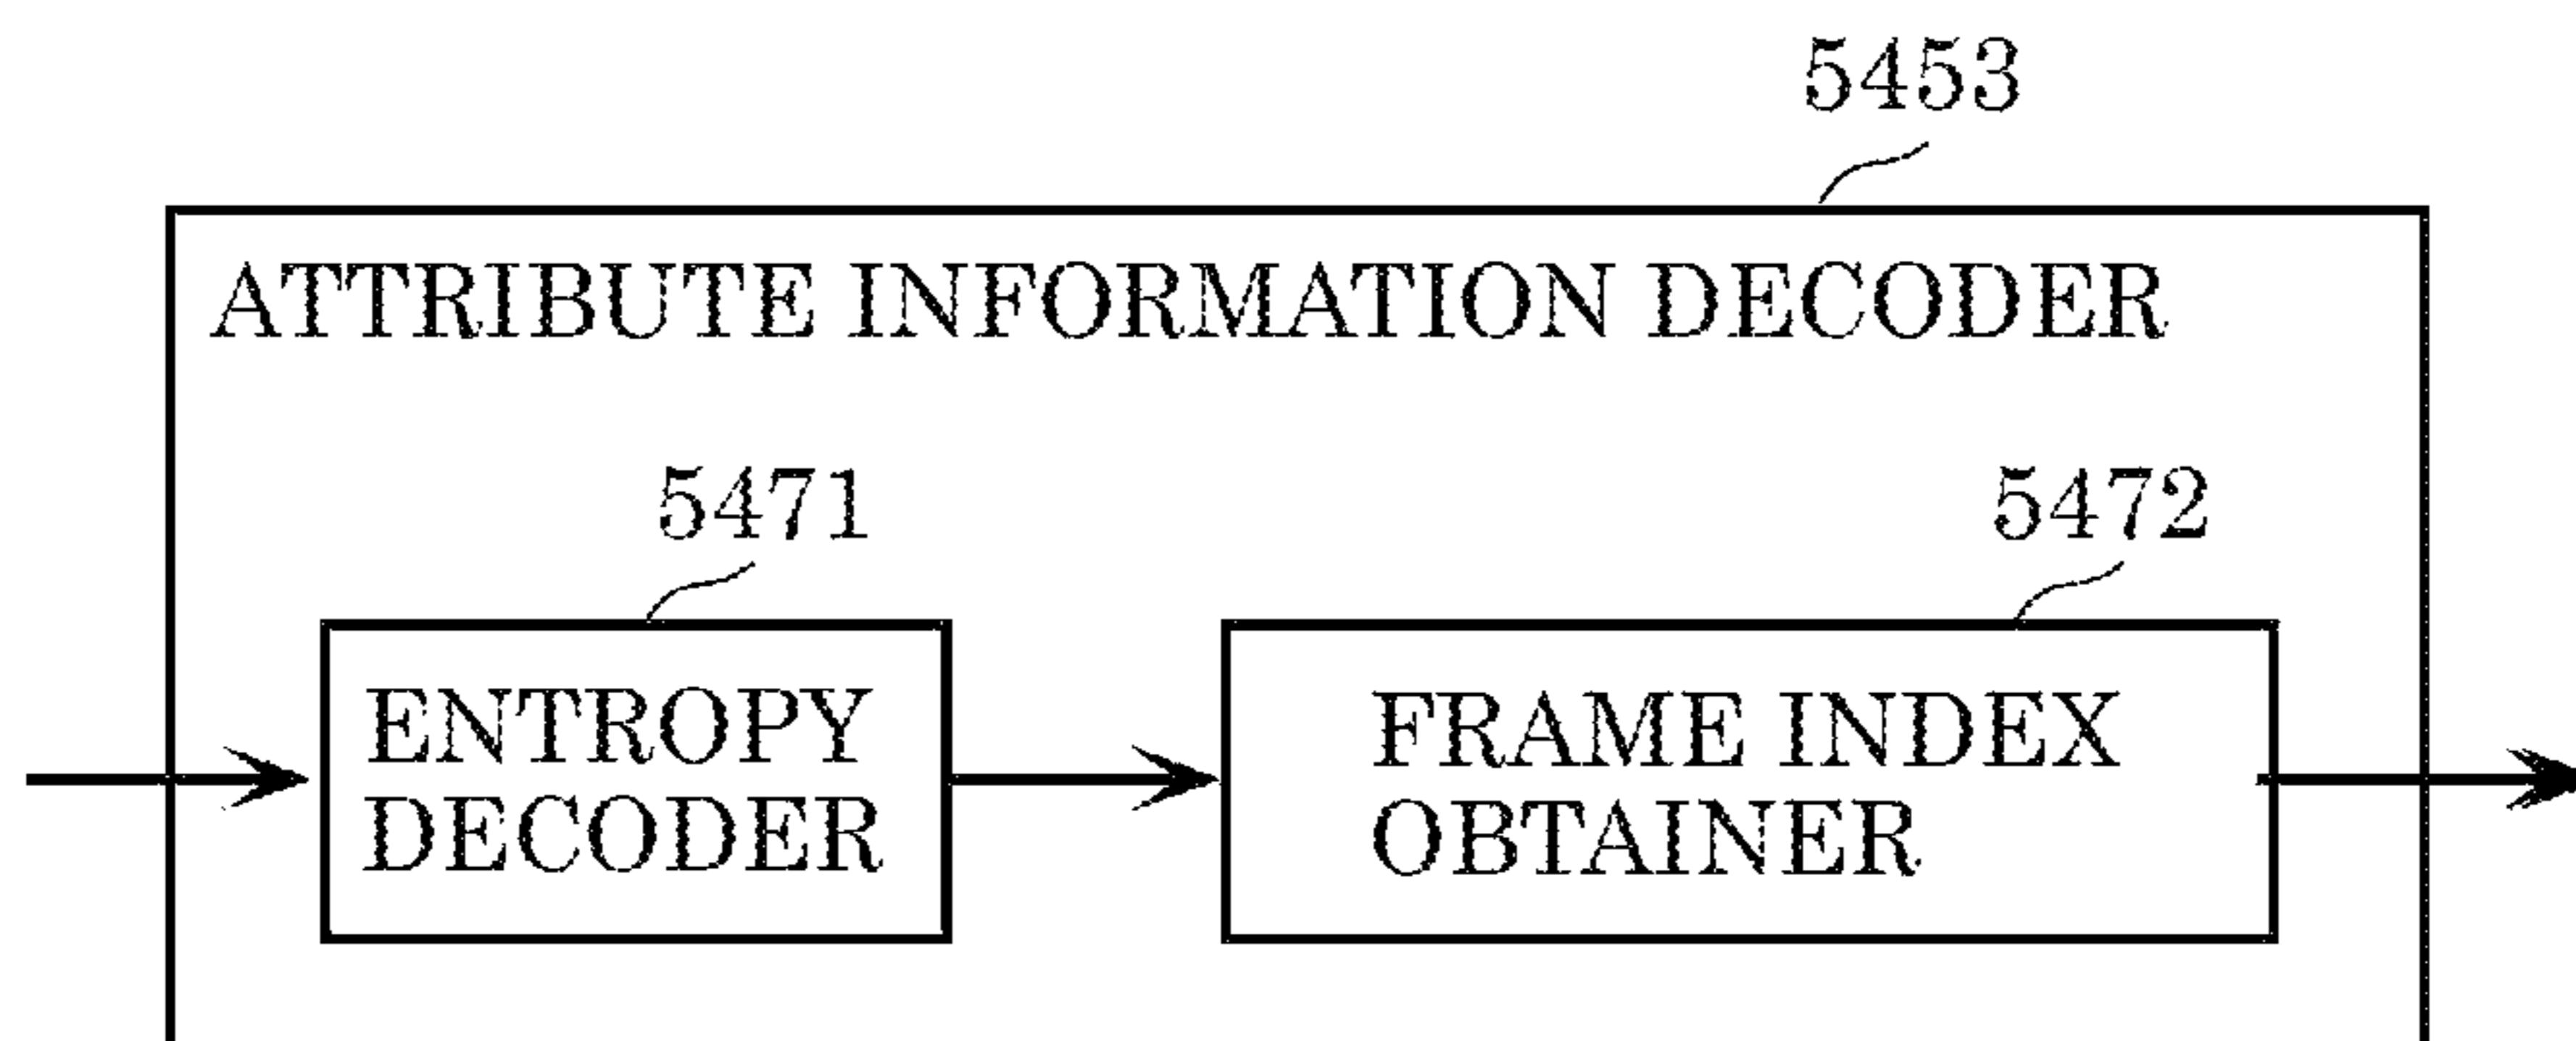 5453
ATTRIBUTE INFORMATION DECODER
5471
5472
ENTROPY
DECODER
FRAME INDEX
OBTAINER